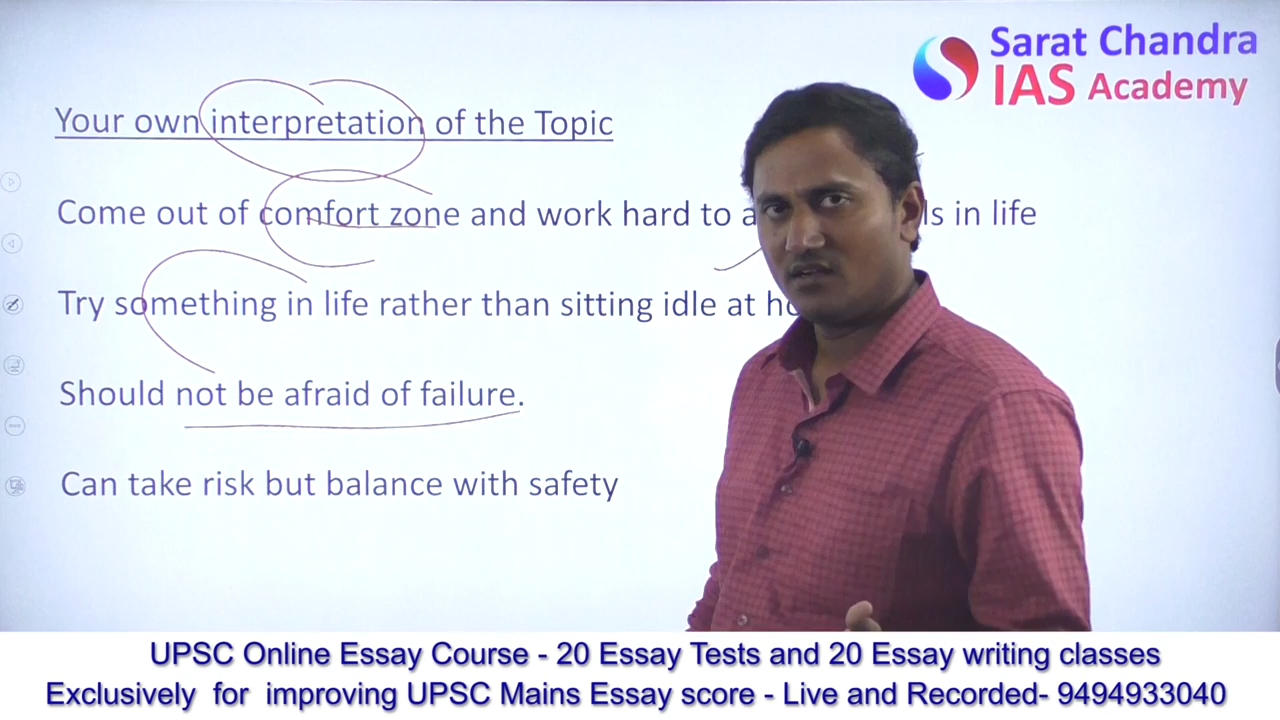 Sarat Chandra
IAS Academy
Your own interpretation of the Topic
Come out of comfort zone and work hard to a ls in life
Try something in life rather than sitting idle at ho
Should not be afraid of failure.
Can take risk but balance with safety
UPSC Online Essay Course - 20 Essay Tests and 20 Essay writing classes
Exclusively for improving UPSC Mains Essay score - Live and Recorded- 9494933040